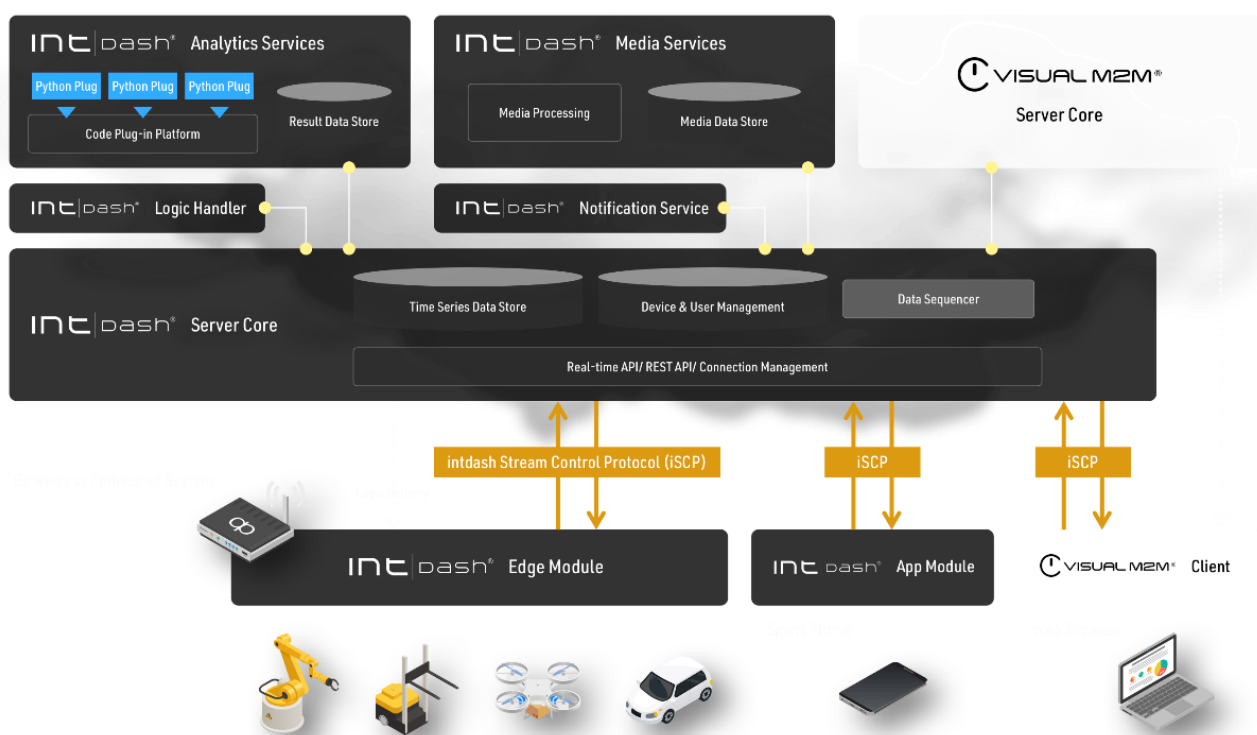 intdash® Analytics Services
Python Plug
Python Plug
Python Plug
Code Plug-in Platform
Result Data Store
intdash® Media Services
Media Processing
Media Data Store
VISUAL M2M®
Server Core
intdash® Logic Handler
intdash® Notification Service
intdash® Server Core
Time Series Data Store
Device & User Management
Data Sequencer
Real-time API/ REST API/ Connection Management
intdash Stream Control Protocol (iSCP)
iSCP
iSCP
intdash® Edge Module
intdash® App Module
VISUAL M2M® Client